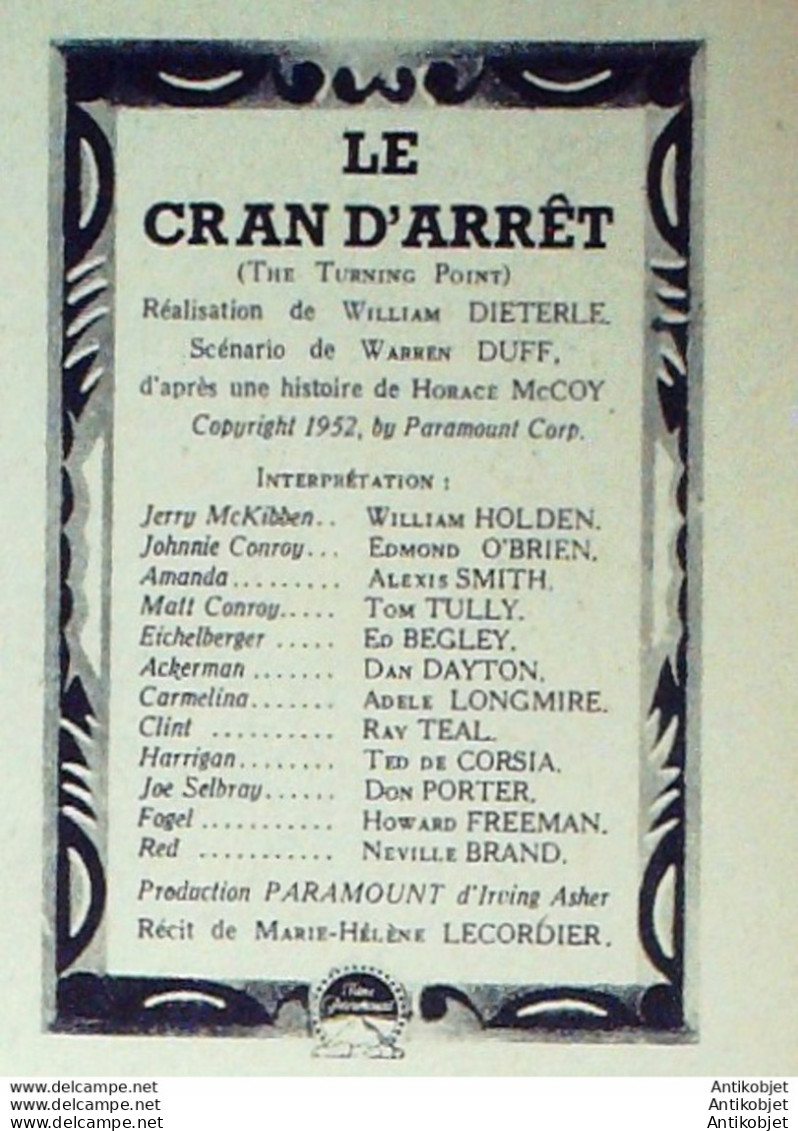 LE
CRAN D'ARRÊT
(THE TURNING POINT)
Réalisation de WILLIAM DIETERLE.
Scénario de WARREN DUFF,
d'après une histoire de HORACE McCOY
Copyright 1952, by Paramount Corp.
INTERPRÉTATION :
Jerry McKibben.. WILLIAM HOLDEN.
Johnnie Conroy... EDMOND O'BRIEN.
Amanda......... ALEXIS SMITH.
Matt Conroy..... TOM TULLY.
Eichelberger ..... ED BEGLEY.
Ackerman ....... DAN DAYTON.
Carmelina....... ADELE LONGMIRE.
Clint .......... RAY TEAL.
Harrigan........ TED DE CORSIA.
Joe Selbray...... DON PORTER.
Fogel ........... HOWARD FREEMAN.
Red ........... NEVILLE BRAND.
Production PARAMOUNT d'Irving Asher
Récit de MARIE-HÉLÈNE LECORDIER.
Paramount
www.delcampe.net Antikobjet
www.delcampe.net Antikobjet
www.delcampe.net Antikobjet